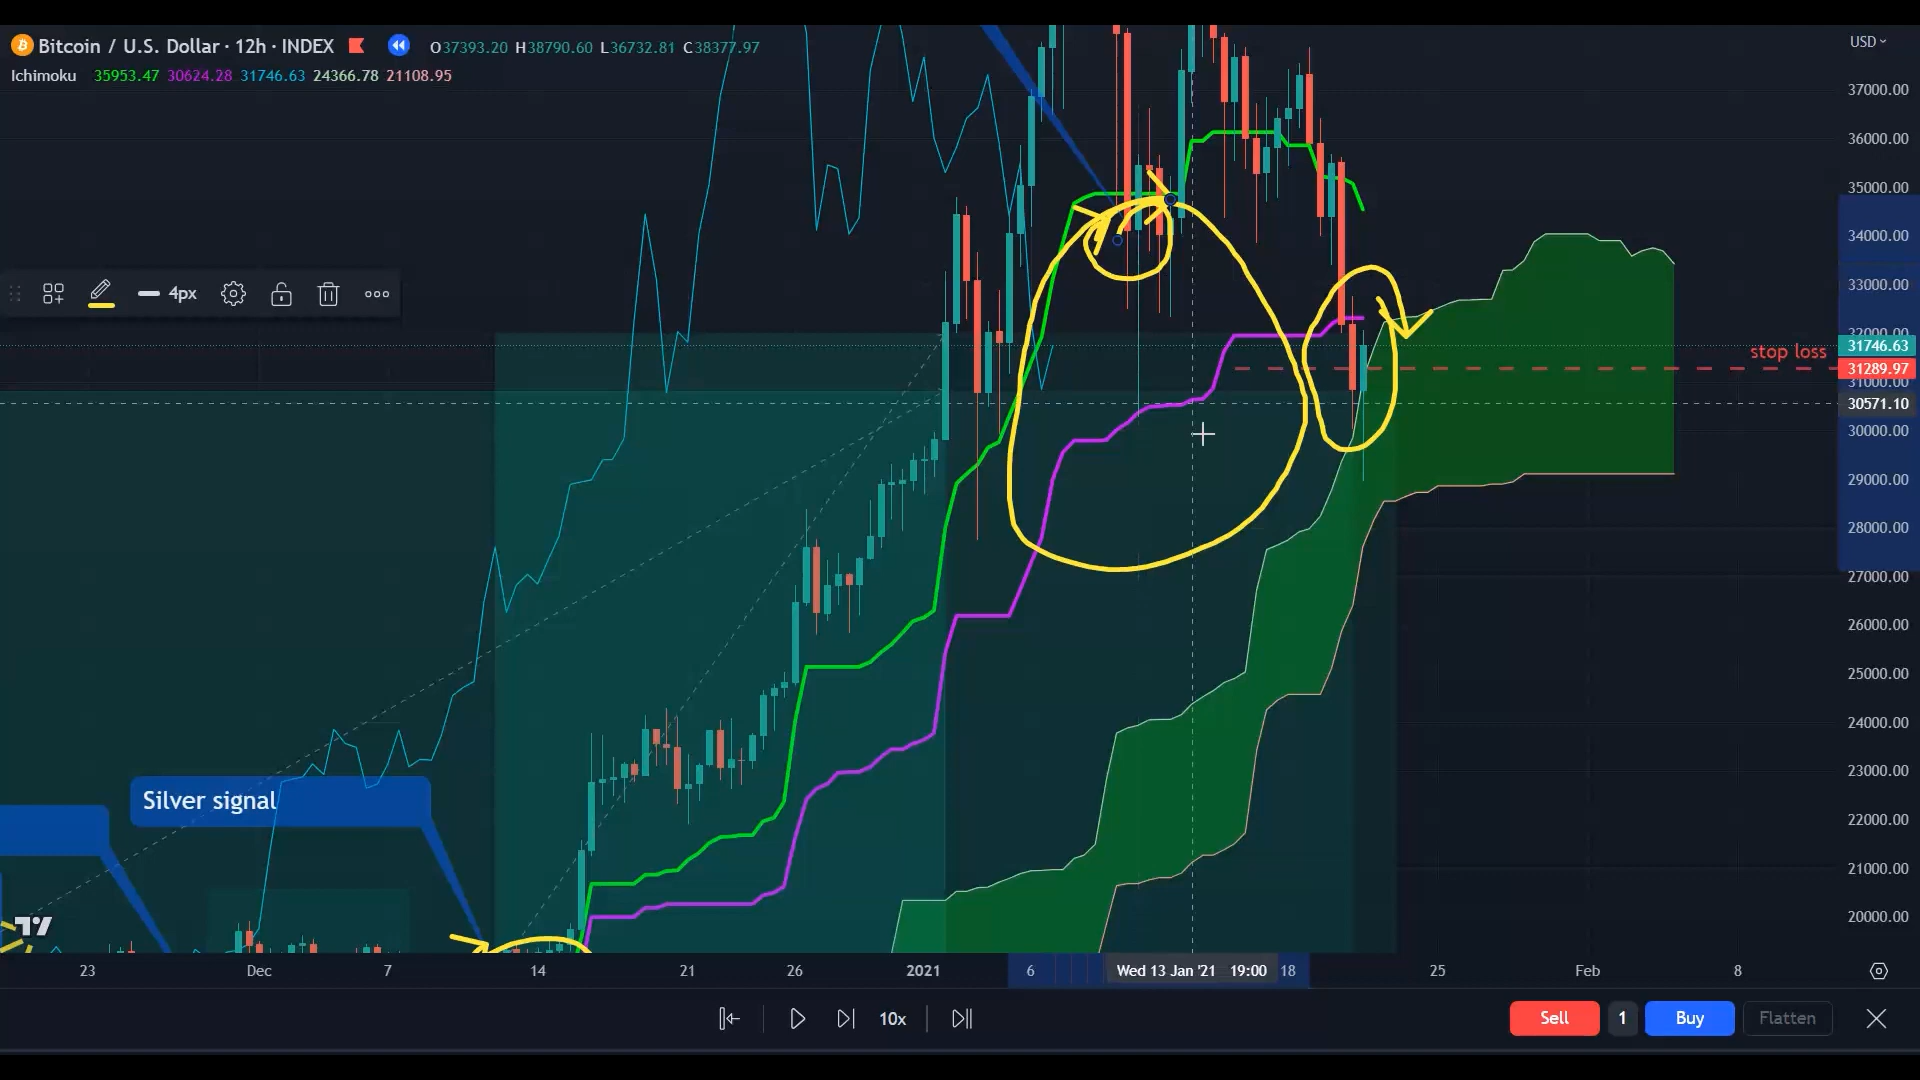 Bitcoin / U.S. Dollar · 12h · INDEX O37393.20 H38790.60 L36732.81 C38377.97
USD
Ichimoku 35953.47 30624.28 31746.63 24366.78 21108.95
37000.00
36000.00
35000.00
34000.00
4px
33000.00
32000.00
stop loss 31746.63
31289.97
31000.00
30571.10
30000.00
29000.00
28000.00
27000.00
26000.00
25000.00
24000.00
23000.00
Silver signal
22000.00
21000.00
20000.00
23 Dec 7 14 21 26 2021 6 Wed 13 Jan '21 19:00 18 25 Feb 8
10x Sell 1 Buy Flatten